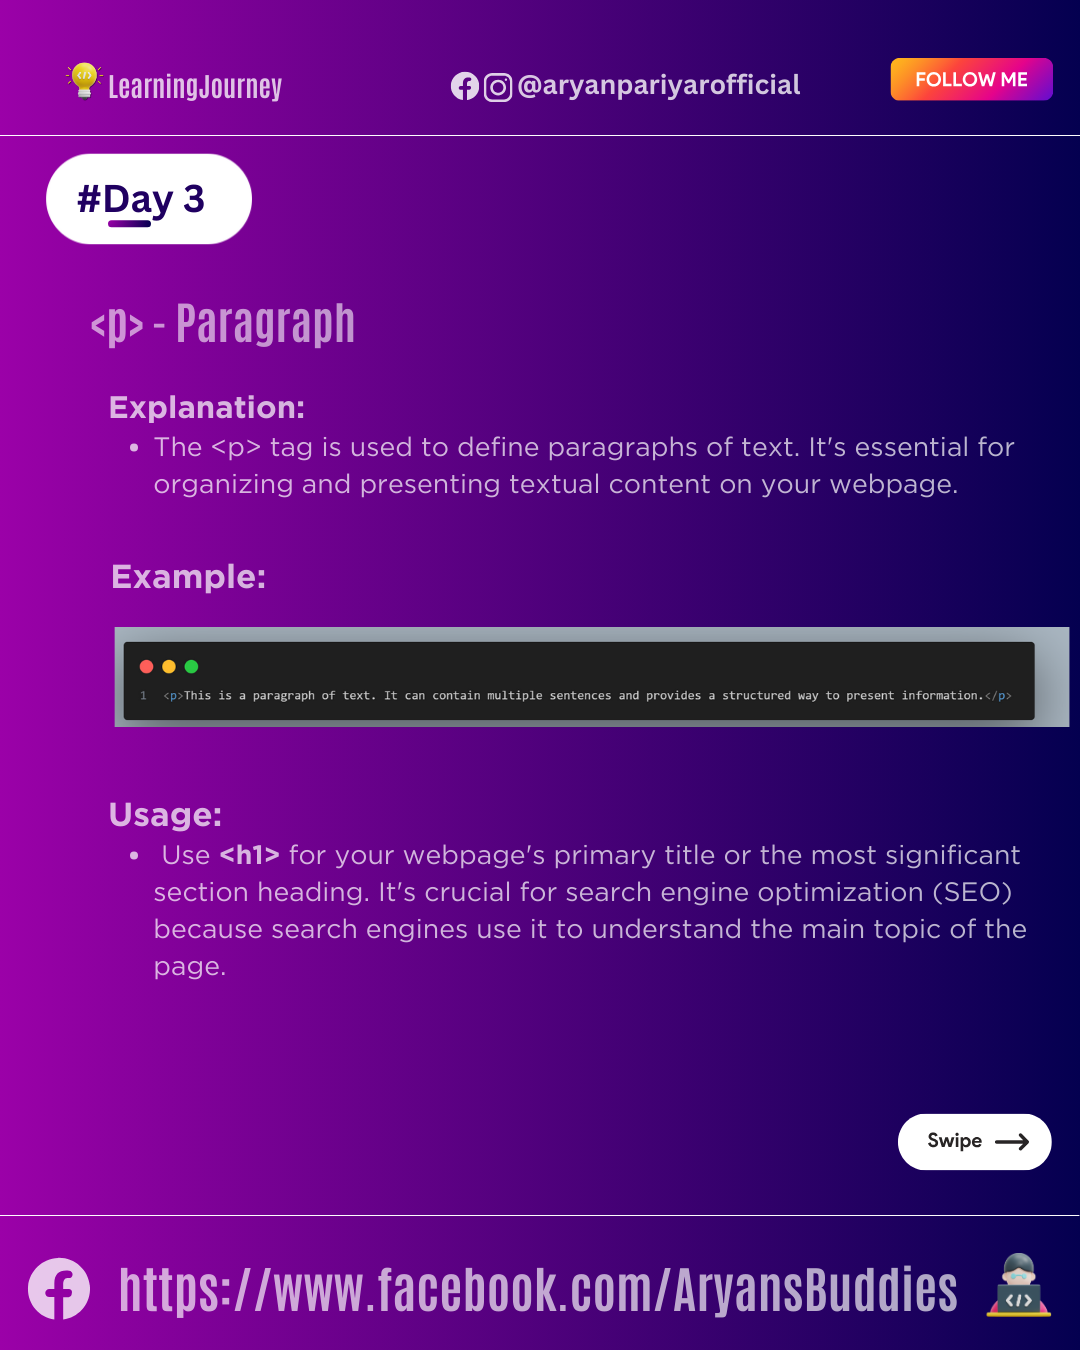 LearningJourney
@aryanpariyarofficial
FOLLOW ME
#Day 3
<p> - Paragraph
Explanation:
• The <p> tag is used to define paragraphs of text. It's essential for
organizing and presenting textual content on your webpage.
Example:
1 <p>This is a paragraph of text. It can contain multiple sentences and provides a structured way to present information.</p>
Usage:
• Use <h1> for your webpage's primary title or the most significant
section heading. It's crucial for search engine optimization (SEO)
because search engines use it to understand the main topic of the
page.
Swipe
https://www.facebook.com/AryansBuddies